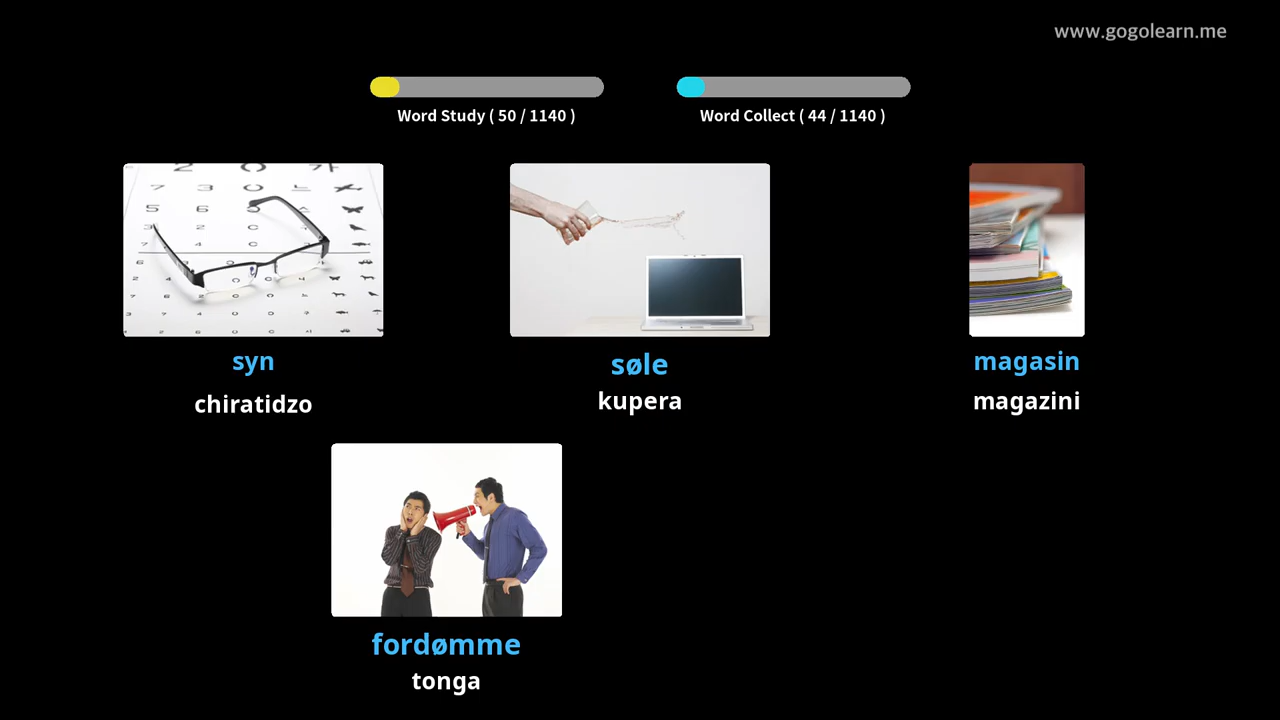 www.gogolearn.me
Word Study ( 50 / 1140 )
Word Collect ( 44 / 1140 )
syn
søle
magasin
chiratidzo
kupera
magazini
fordømme
tonga